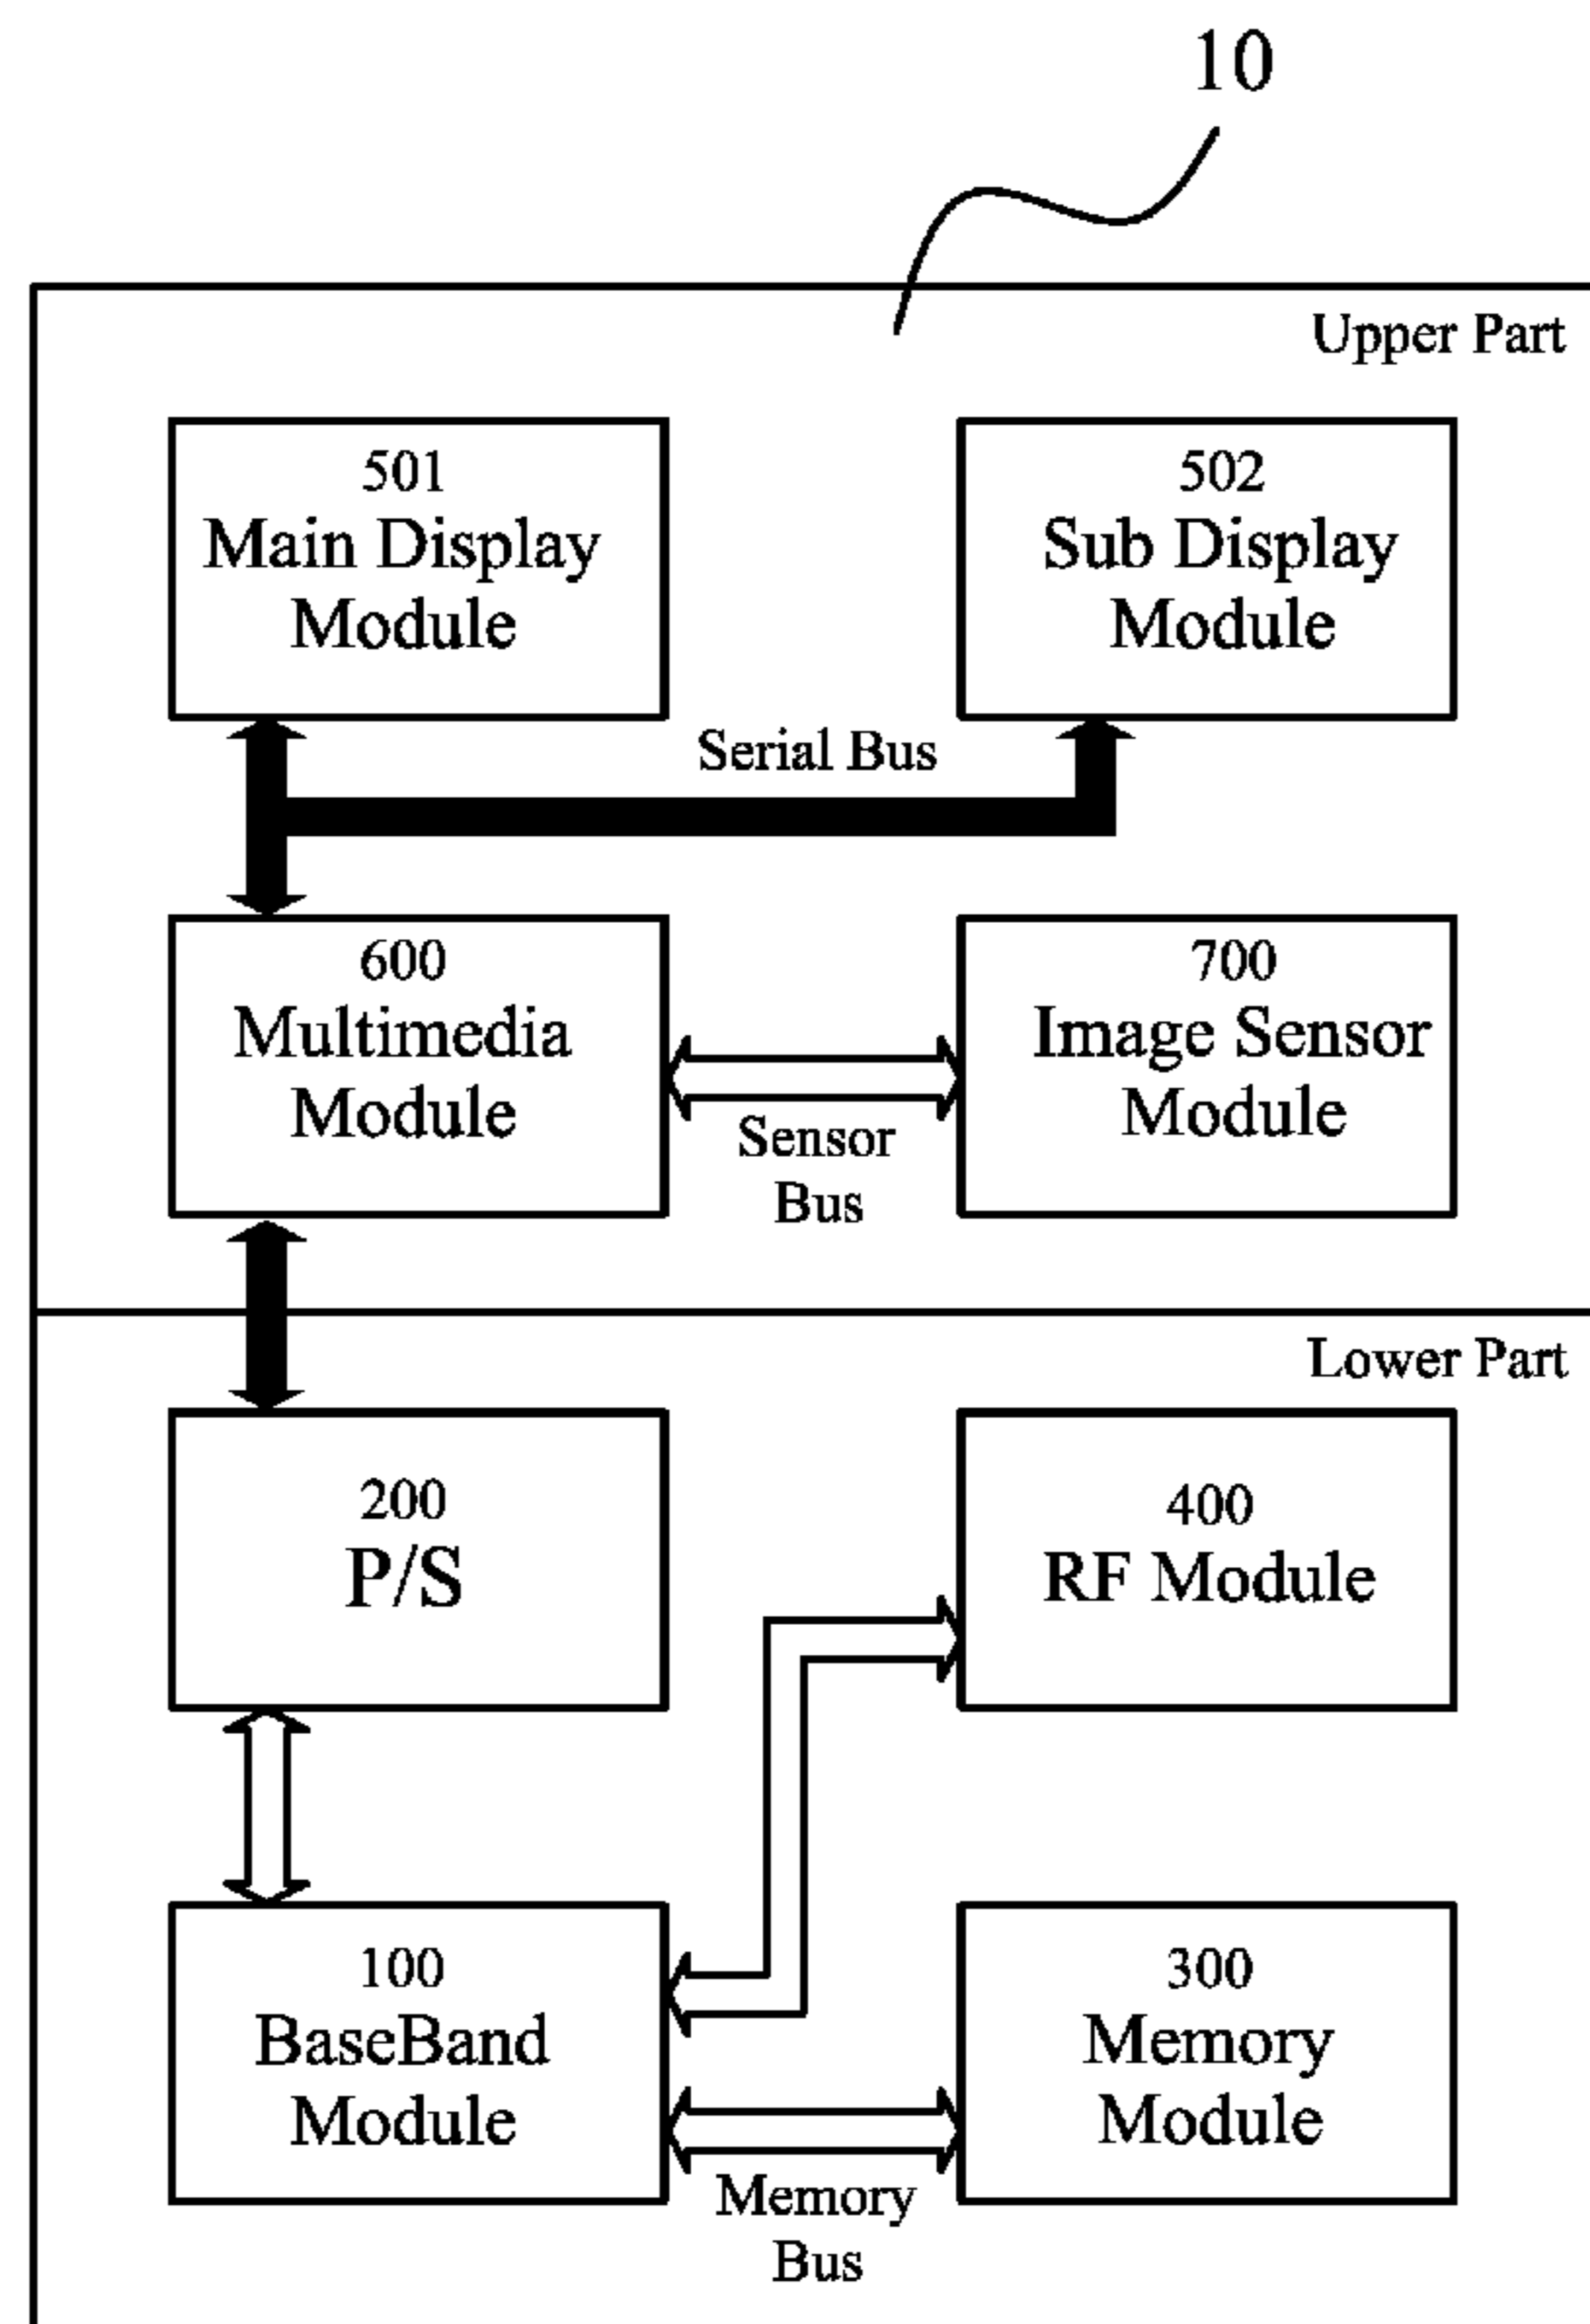 10
Upper Part
501
Main Display
Module
502
Sub Display
Module
Serial Bus
600
Multimedia
Module
700
Image Sensor
Module
Sensor
Bus
Lower Part
200
P/S
400
RF Module
100
BaseBand
Module
300
Memory
Module
Memory
Bus